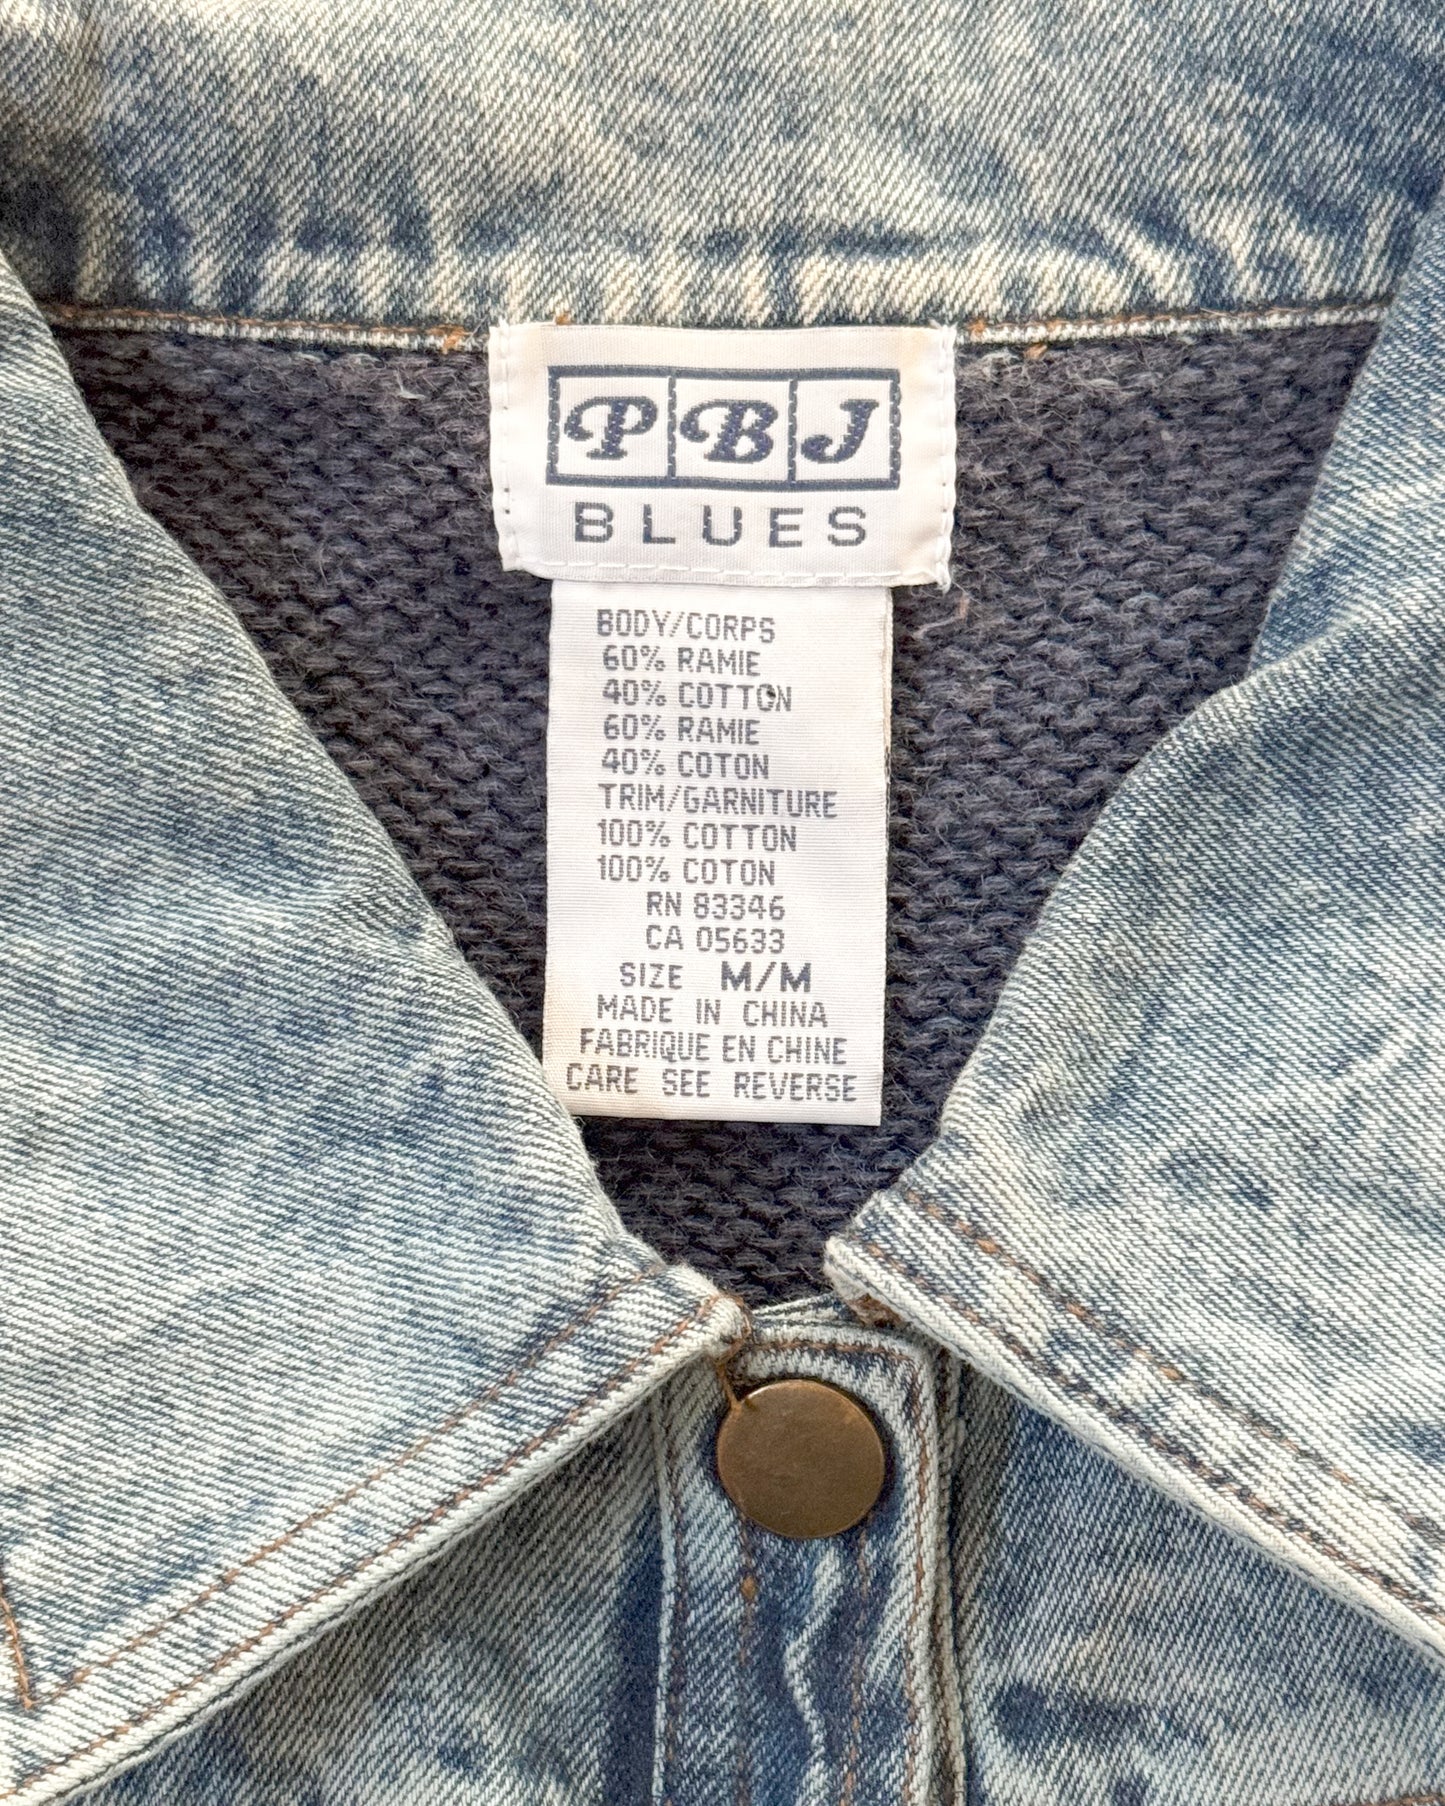 PBJ
BLUES
BODY/CORPS
60% RAMIE
40% COTTON
60% RAMIE
40% COTON
TRIM/GARNITURE
100% COTTON
100% COTON
RN 83346
CA 05633
SIZE M/M
MADE IN CHINA
FABRIQUE EN CHINE
CARE SEE REVERSE